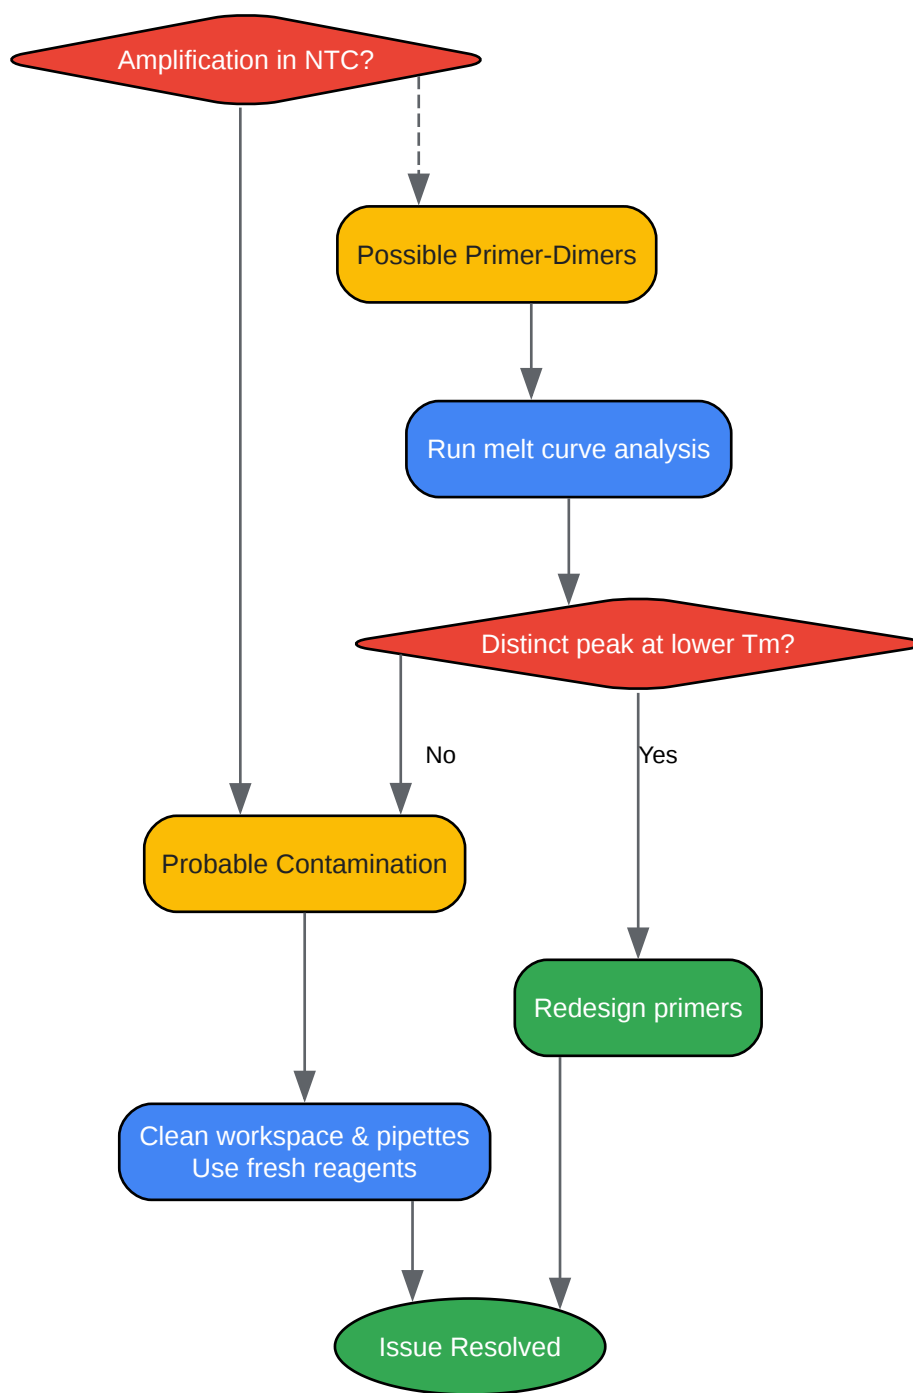 Amplification in NTC?
Possible Primer-Dimers
Run melt curve analysis
Distinct peak at lower Tm?
No
Yes
Probable Contamination
Redesign primers
Clean workspace & pipettes
Use fresh reagents
Issue Resolved